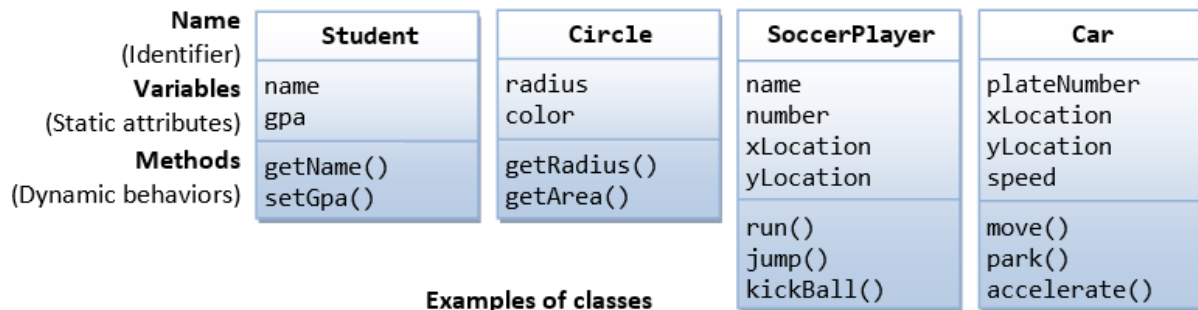 Name
(Identifier)
Variables
(Static attributes)
Methods
(Dynamic behaviors)
Student
name
gpa
getName()
setGpa()
Circle
radius
color
getRadius()
getArea()
SoccerPlayer
name
number
xLocation
yLocation
run()
jump()
kickBall()
Car
plateNumber
xLocation
yLocation
speed
move()
park()
accelerate()
Examples of classes